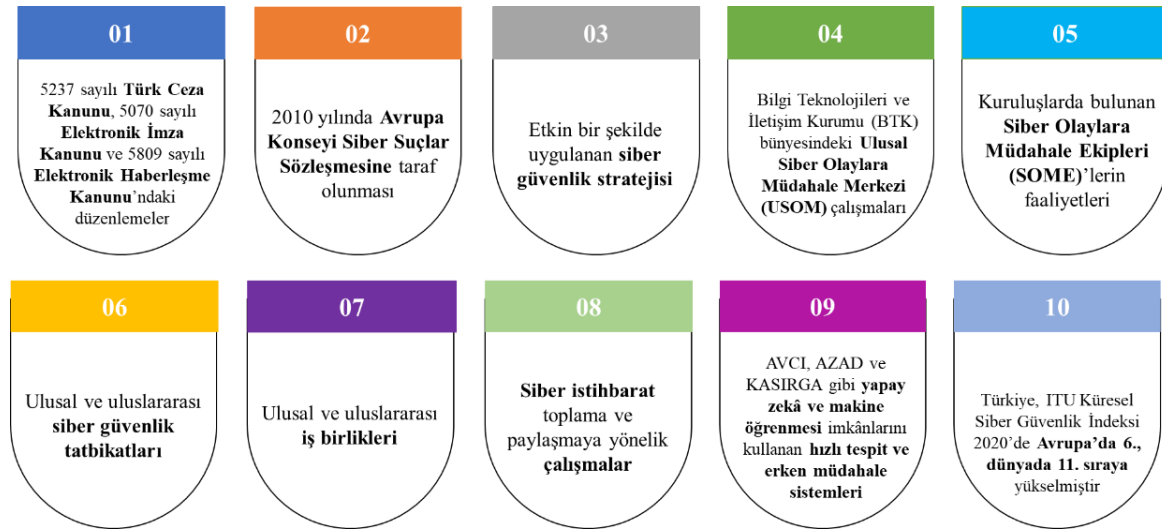 01
5237 sayılı Türk Ceza
Kanunu, 5070 sayılı
Elektronik İmza
Kanunu ve 5809 sayılı
Elektronik Haberleşme
Kanunu’ndaki
düzenlemeler
02
2010 yılında Avrupa
Konseyi Siber Suçlar
Sözleşmesine taraf
olunması
03
Etkin bir şekilde
uygulanan siber
güvenlik stratejisi
04
Bilgi Teknolojileri ve
İletişim Kurumu (BTK)
bünyesindeki Ulusal
Siber Olaylara
Müdahale Merkezi
(USOM) çalışmaları
05
Kuruluşlarda bulunan
Siber Olaylara
Müdahale Ekipleri
(SOME)’lerin
faaliyetleri
06
Ulusal ve uluslararası
siber güvenlik
tatbikatları
07
Ulusal ve uluslararası
iş birlikleri
08
Siber istihbarat
toplama ve
paylaşmaya yönelik
çalışmalar
09
AVCI, AZAD ve
KASIRGA gibi yapay
zekâ ve makine
öğrenmesi imkânlarını
kullanan hızlı tespit ve
erken müdahale
sistemleri
10
Türkiye, ITU Küresel
Siber Güvenlik İndeksi
2020’de Avrupa’da 6.,
dünyada 11. sıraya
yükselmiştir